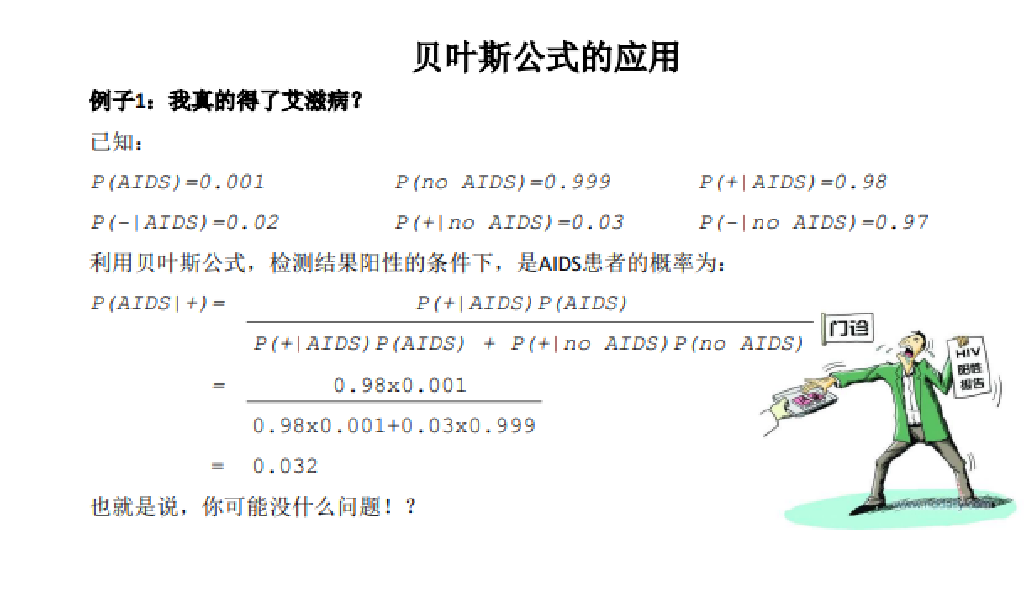 贝叶斯公式的应用
例子1：我真的得了艾滋病？
已知：
P(AIDS)=0.001 P(no AIDS)=0.999 P(+|AIDS)=0.98
P(-|AIDS)=0.02 P(+|no AIDS)=0.03 P(-|no AIDS)=0.97
利用贝叶斯公式，检测结果阳性的条件下，是AIDS患者的概率为：
P(AIDS|+)= P(+|AIDS)P(AIDS)
P(+|AIDS)P(AIDS) + P(+|no AIDS)P(no AIDS)
= 0.98x0.001
0.98x0.001+0.03x0.999
= 0.032
也就是说，你可能没什么问题！？
门诊
HIV
阳性
报告